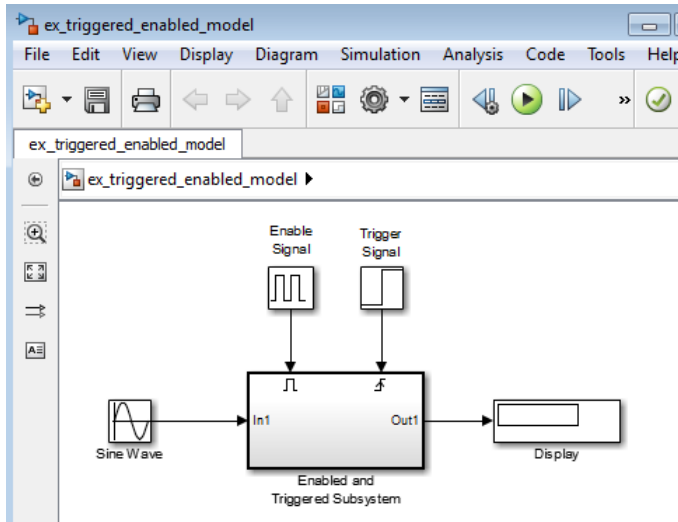 ex_triggered_enabled_model
File Edit View Display Diagram Simulation Analysis Code Tools Help
»
ex_triggered_enabled_model
ex_triggered_enabled_model
Enable
Signal
Trigger
Signal
In1
Out1
Sine Wave
Enabled and
Triggered Subsystem
Display